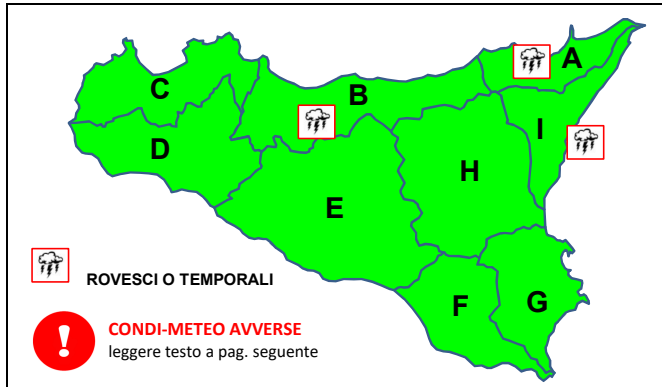 A
C
B
I
D
H
E
ROVESCI O TEMPORALI
F
G
!
CONDI-METEO AVVERSE
leggere testo a pag. seguente